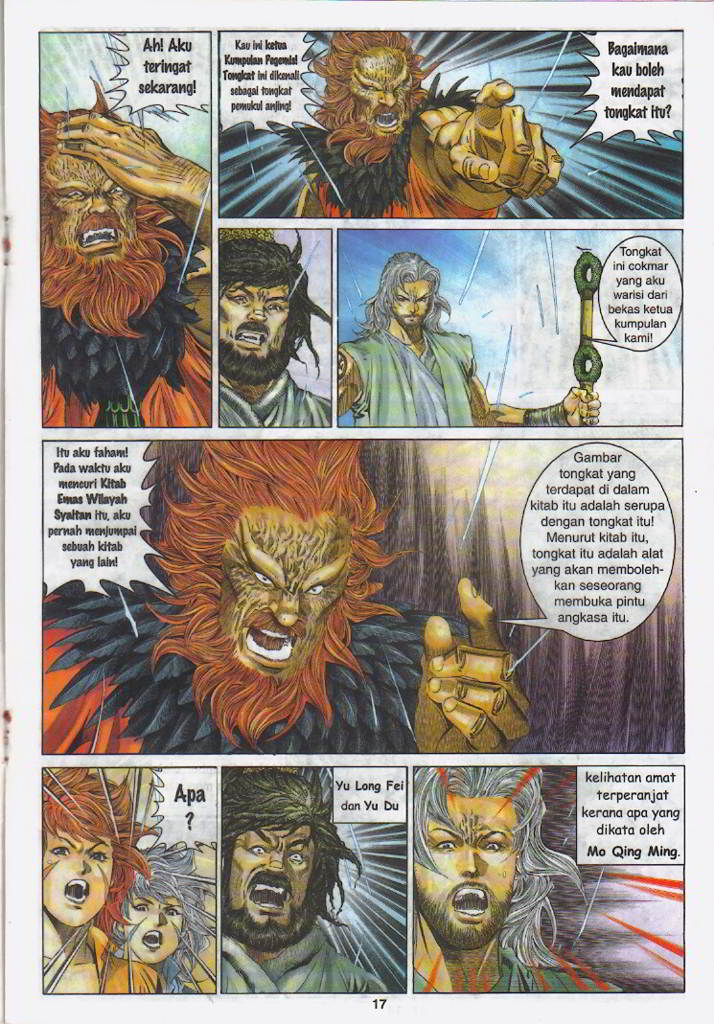 Ah! Aku
teringat
sekarang!
Kau ini ketua
Kumpulan Pegemis!
Tongkat ini dikenali
sebagai tongkat
pemukul anjing!
Bagaimana
kau boleh
mendapat
tongkat itu?
Tongkat
ini cokmar
yang aku
warisi dari
bekas ketua
kumpulan
kami!
Itu aku faham!
Pada waktu aku
mencuri Kitab
Emas Wilayah
Syaitan itu, aku
pernah menjumpai
sebuah kitab
yang lain!
Gambar
tongkat yang
terdapat di dalam
kitab itu adalah serupa
dengan tongkat itu!
Menurut kitab itu,
tongkat itu adalah alat
yang akan memboleh-
kan seseorang
membuka pintu
angkasa itu.
Apa
?
Yu Long Fei
dan Yu Du
kelihatan amat
terperanjat
kerana apa yang
dikata oleh
Mo Qing Ming.
17